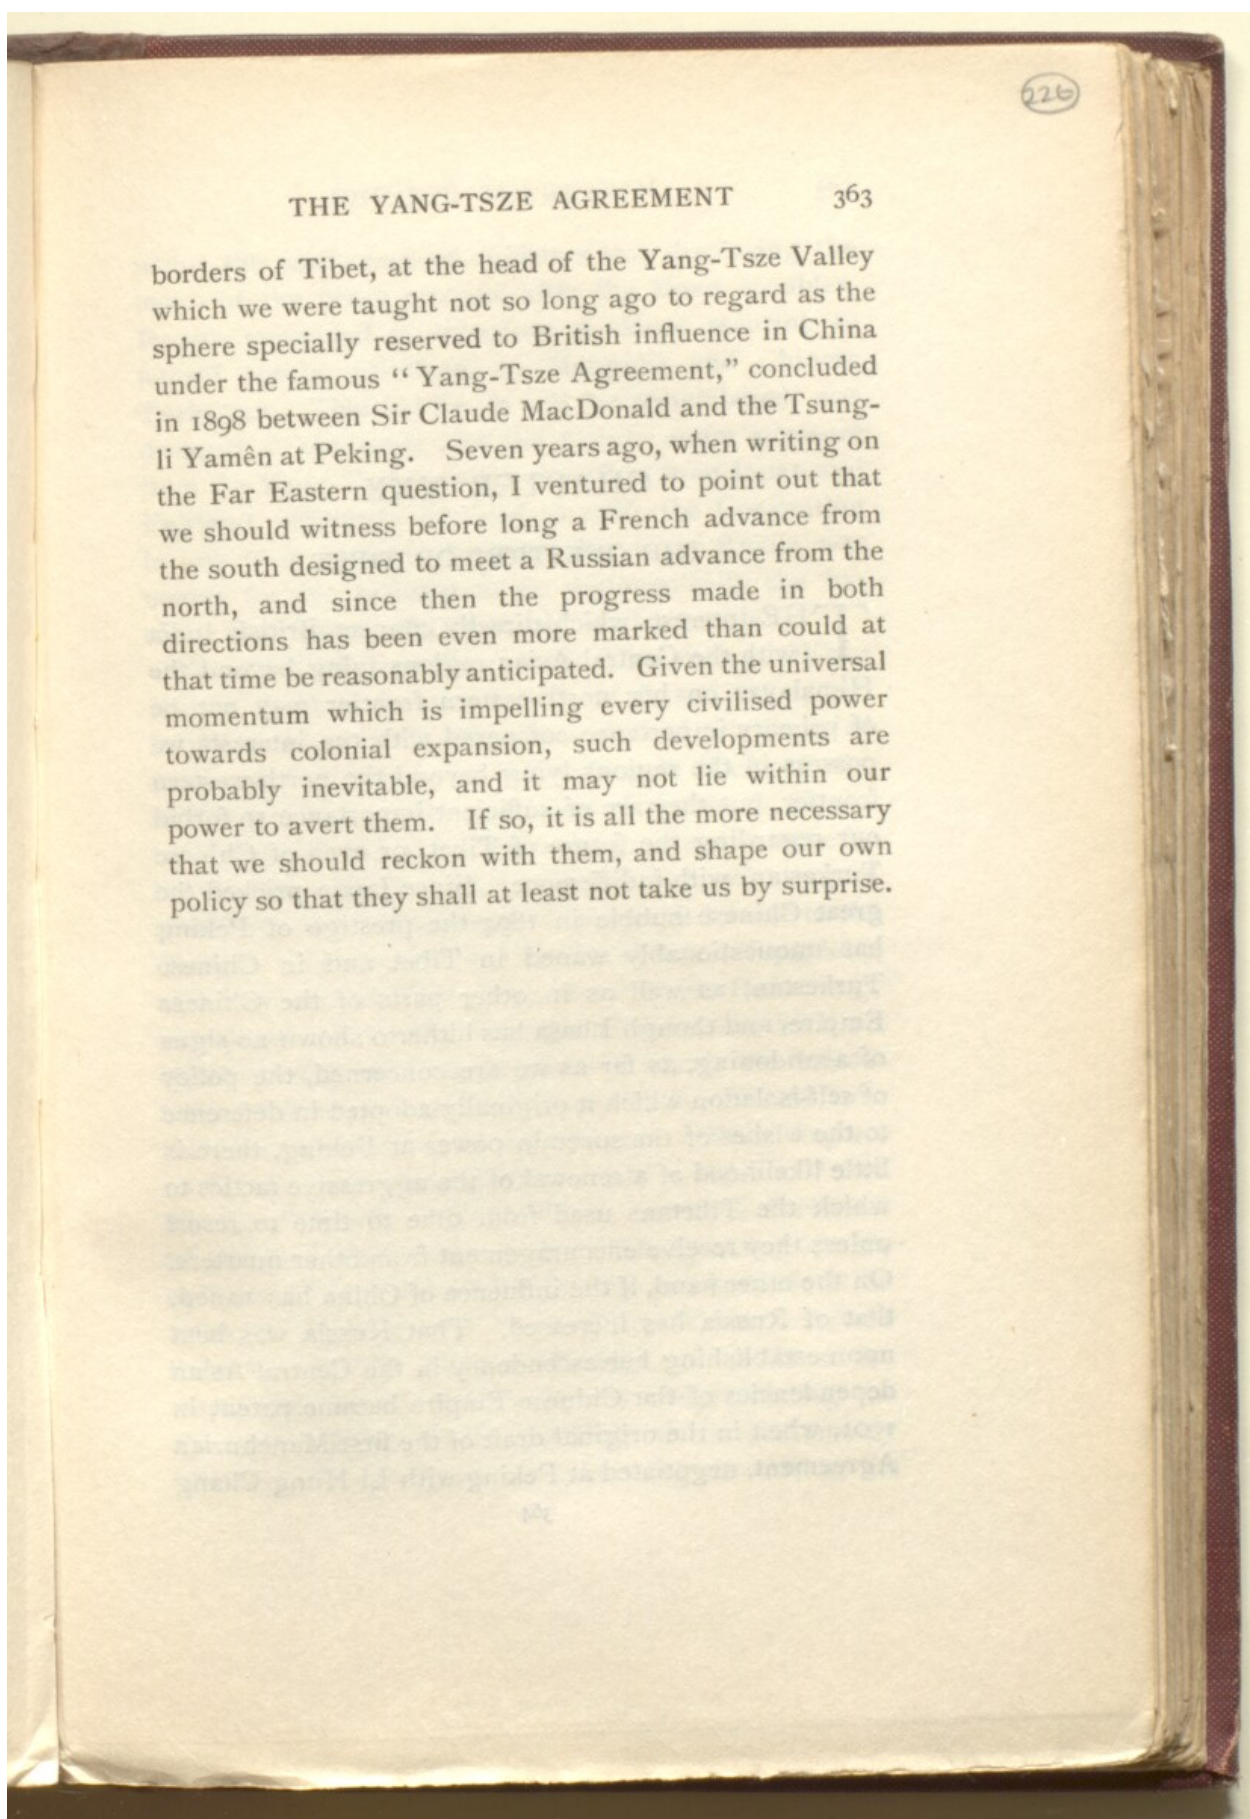 226
THE YANG-TSZE AGREEMENT 363
borders of Tibet, at the head of the Yang-Tsze Valley
which we were taught not so long ago to regard as the
sphere specially reserved to British influence in China
under the famous “Yang-Tsze Agreement,” concluded
in 1898 between Sir Claude MacDonald and the Tsung-
li Yamên at Peking. Seven years ago, when writing on
the Far Eastern question, I ventured to point out that
we should witness before long a French advance from
the south designed to meet a Russian advance from the
north, and since then the progress made in both
directions has been even more marked than could at
that time be reasonably anticipated. Given the universal
momentum which is impelling every civilised power
towards colonial expansion, such developments are
probably inevitable, and it may not lie within our
power to avert them. If so, it is all the more necessary
that we should reckon with them, and shape our own
policy so that they shall at least not take us by surprise.